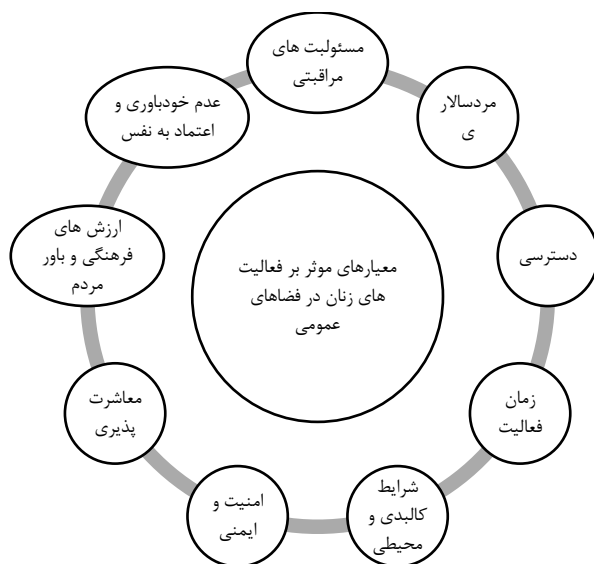 مسئولیت های
مراقبتی
مردسالار
ی
دسترسی
زمان
فعالیت
شرایط
کالبدی و
محیطی
امنیت و
ایمنی
معاشرت
پذیری
ارزش های
فرهنگی و باور
مردم
عدم خودباوری و
اعتماد به نفس
معیارهای موثر بر فعالیت
های زنان در فضاهای
عمومی